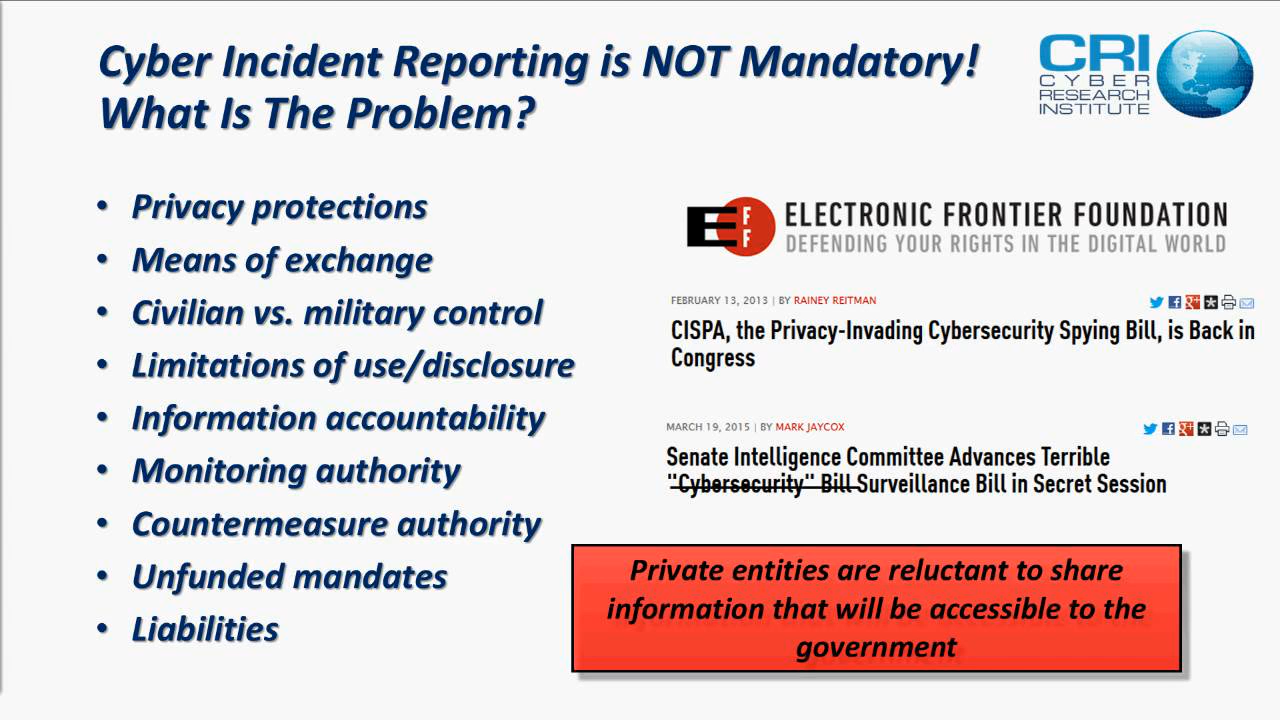 Cyber Incident Reporting is NOT Mandatory!
What Is The Problem?
CRI
CYBER
RESEARCH
INSTITUTE
• Privacy protections
• Means of exchange
• Civilian vs. military control
• Limitations of use/disclosure
• Information accountability
• Monitoring authority
• Countermeasure authority
• Unfunded mandates
• Liabilities
EFF
ELECTRONIC FRONTIER FOUNDATION
DEFENDING YOUR RIGHTS IN THE DIGITAL WORLD
FEBRUARY 13, 2013 | BY RAINEY REITMAN
CISPA, the Privacy-Invading Cybersecurity Spying Bill, is Back in
Congress
MARCH 19, 2015 | BY MARK JAYCOX
Senate Intelligence Committee Advances Terrible
"Cybersecurity" Bill Surveillance Bill in Secret Session
Private entities are reluctant to share
information that will be accessible to the
government